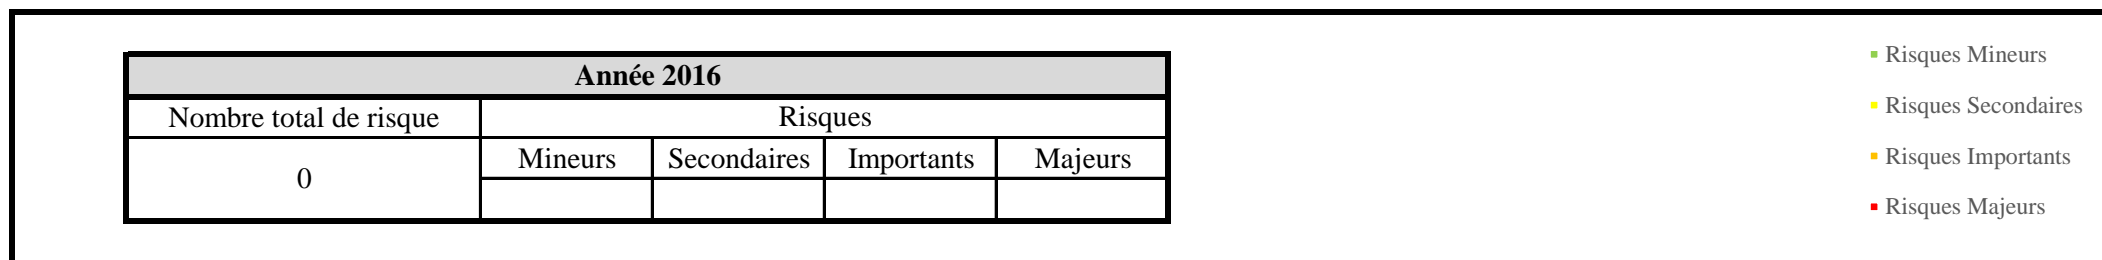 Année 2016
Nombre total de risque Risques
Mineurs Secondaires Importants Majeurs
0
Risques Mineurs
Risques Secondaires
Risques Importants
Risques Majeurs